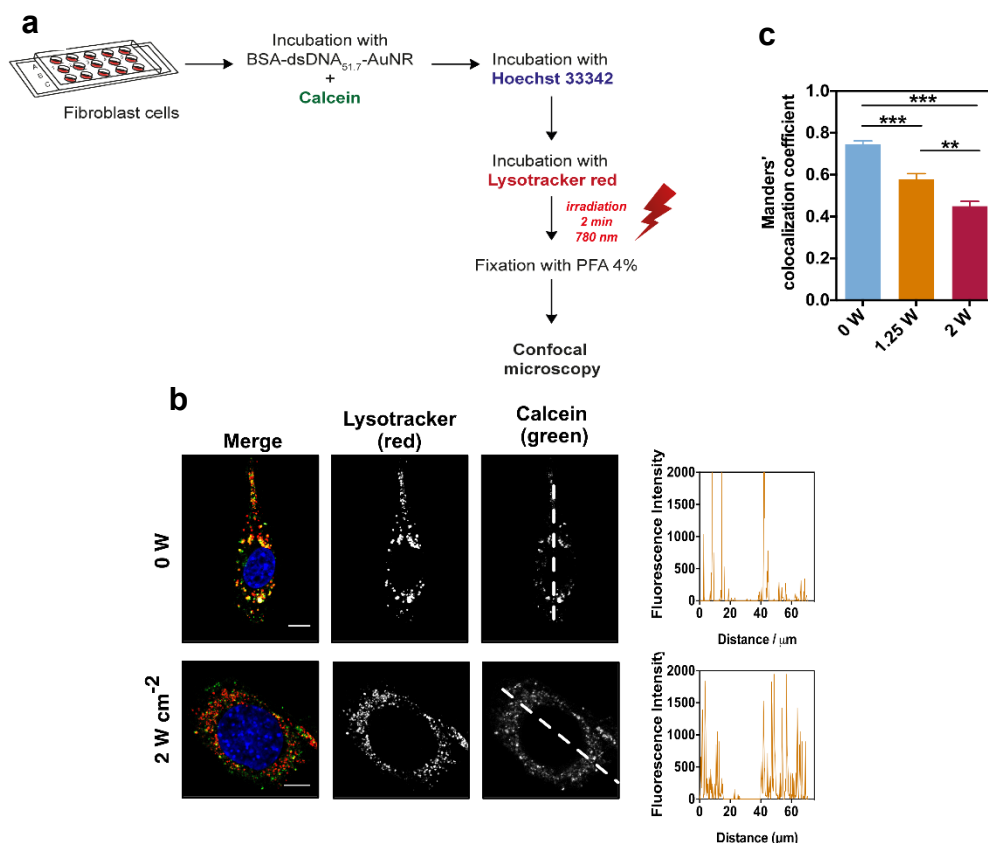 a
A
B
C
Fibroblast cells
Incubation with
BSA-dsDNA51.7-AuNR
+
Calcein
Incubation with
Hoechst 33342
Incubation with
Lysotracker red
irradiation
2 min
780 nm
Fixation with PFA 4%
Confocal
microscopy
c
Manders'
colocalization coefficient
1.0
0.8
0.6
0.4
0.2
0.0
***
***
**
0 W
1.25 W
2 W
b
Merge
Lysotracker
(red)
Calcein
(green)
0 W
Fluorescence Intensity
2000
1500
1000
500
0
0 20 40 60
Distance / μm
2 W cm-2
Fluorescence Intensity
2000
1500
1000
500
0
0 20 40 60
Distance (μm)